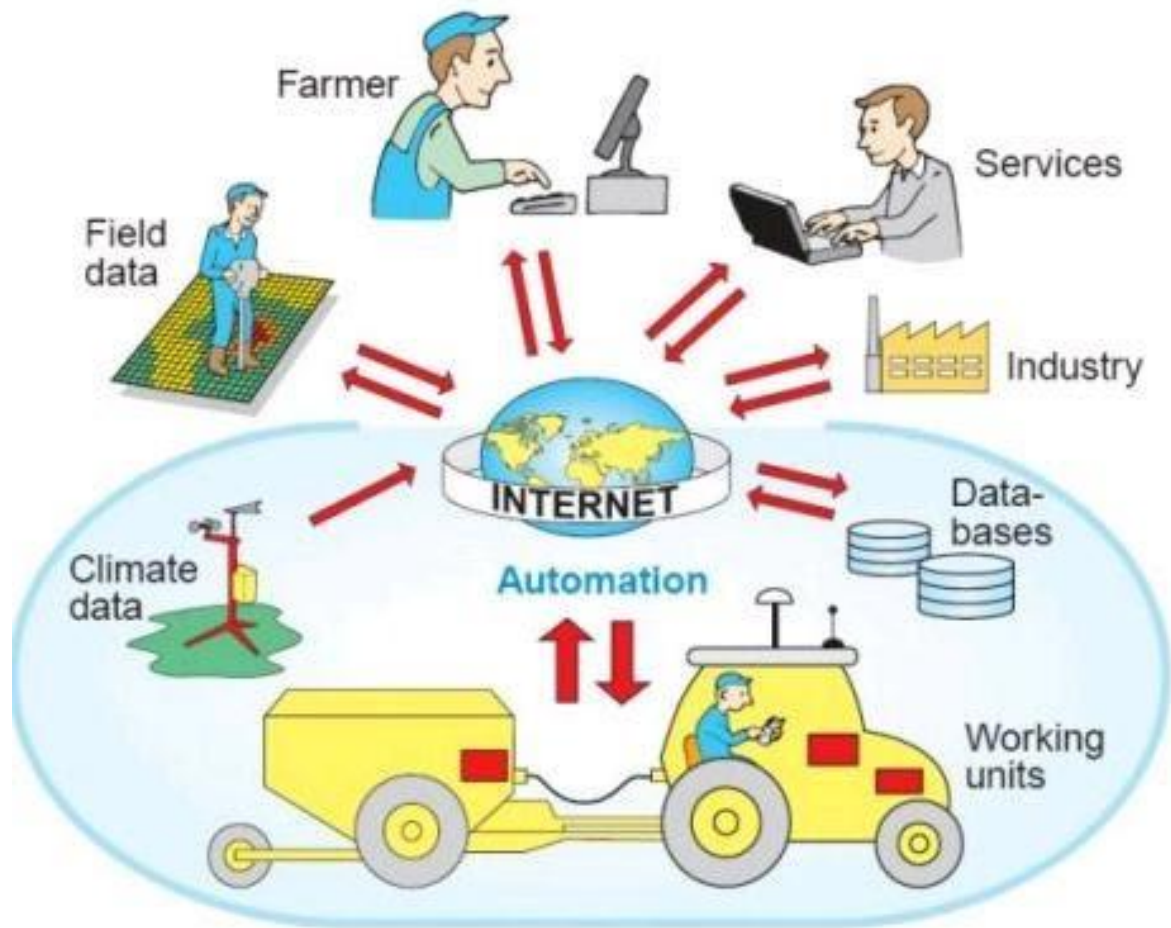 Farmer
Services
Field
data
Industry
INTERNET
Data-
bases
Climate
data
Automation
Working
units